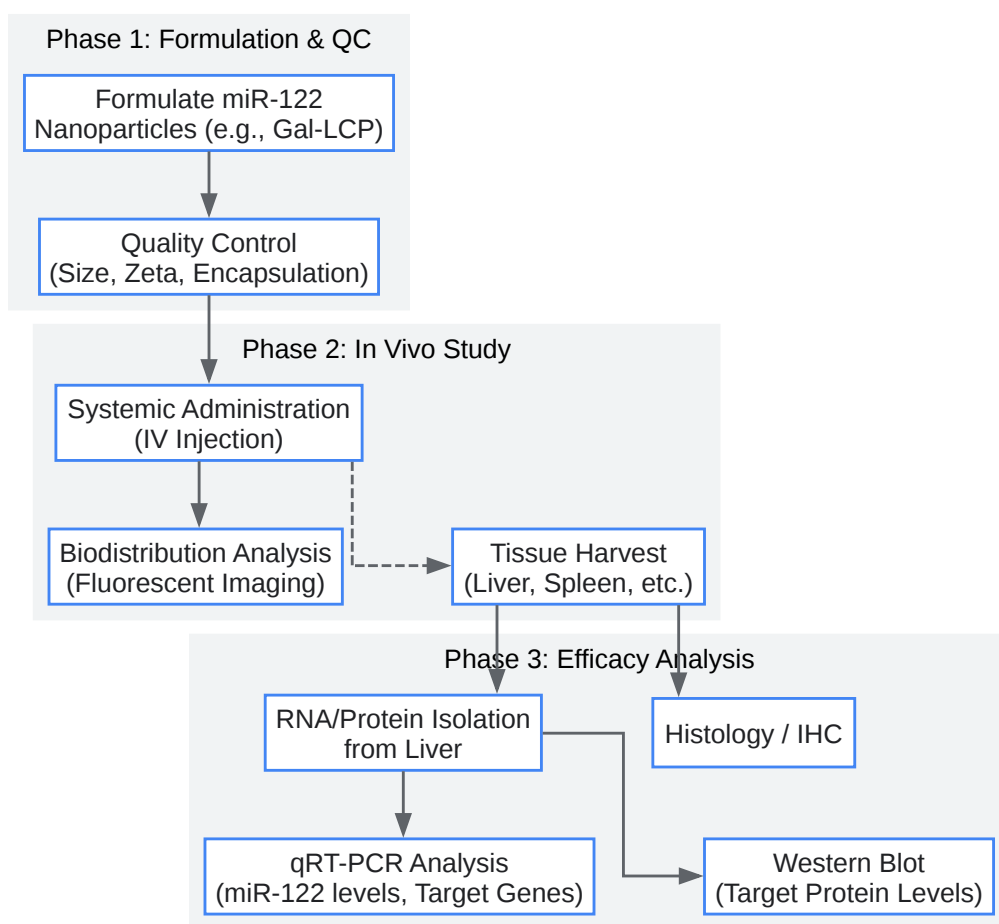 Phase 1: Formulation & QC
Formulate miR-122
Nanoparticles (e.g., Gal-LCP)
Quality Control
(Size, Zeta, Encapsulation)
Phase 2: In Vivo Study
Systemic Administration
(IV Injection)
Biodistribution Analysis
(Fluorescent Imaging)
Tissue Harvest
(Liver, Spleen, etc.)
Phase 3: Efficacy Analysis
RNA/Protein Isolation
from Liver
Histology / IHC
qRT-PCR Analysis
(miR-122 levels, Target Genes)
Western Blot
(Target Protein Levels)